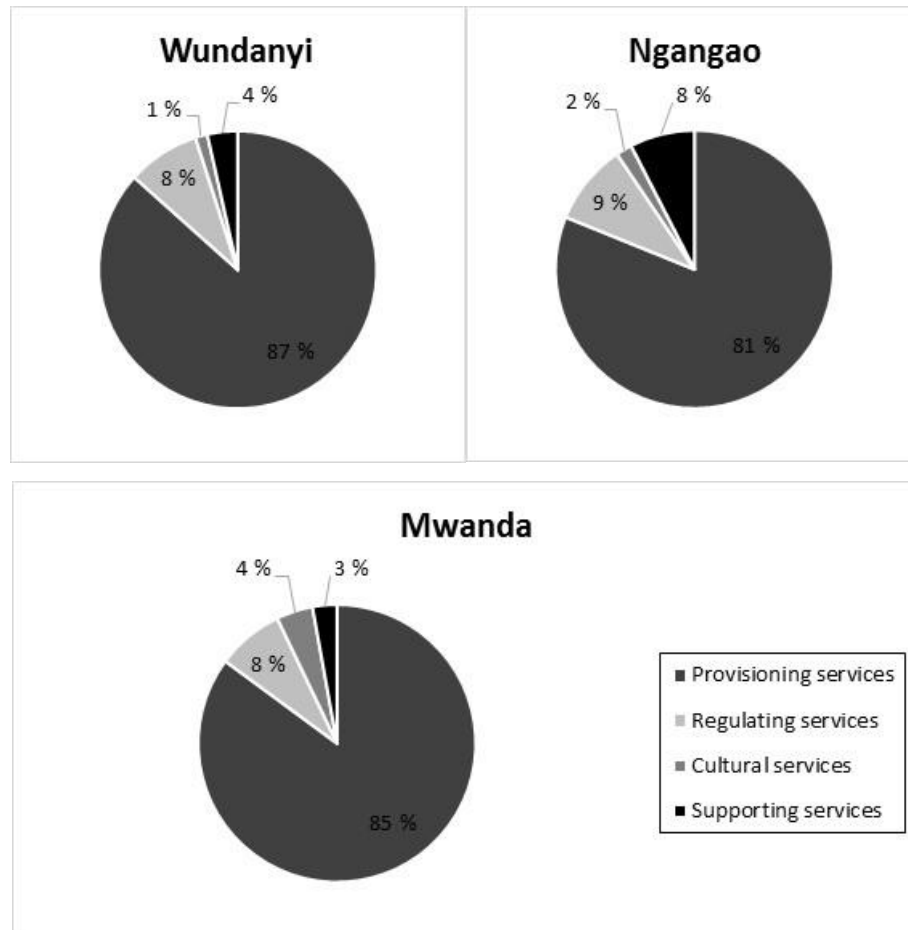 Wundanyi
1 %
4 %
8 %
87 %
Ngangao
2 %
8 %
9 %
81 %
Mwanda
4 %
3 %
8 %
85 %
Provisioning services
Regulating services
Cultural services
Supporting services